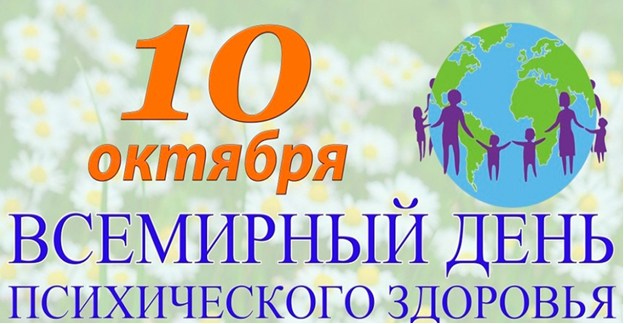 10
октября
ВСЕМИРНЫЙ ДЕНЬ
ПСИХИЧЕСКОГО ЗДОРОВЬЯ